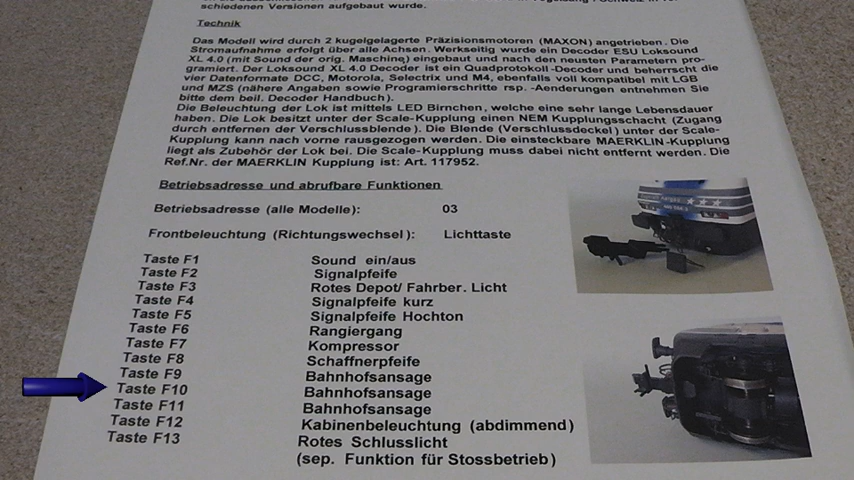 schiedenen Versionen aufgebaut wurde.
Technik
Das Modell wird durch 2 kugelgelagerte Präzisionsmotoren (MAXON) angetrieben. Die
Stromaufnahme erfolgt über alle Achsen. Werkseitig wurde ein Decoder ESU Loksound
XL 4.0 (mit Sound der orig. Maschine) eingebaut und nach den neusten Parametern pro-
gramiert. Der Loksound XL 4.0 Decoder ist ein Quadprotokoll-Decoder und beherrscht die
vier Datenformate DCC, Motorola, Selectrix und M4, ebenfalls voll kompatibel mit LGB
und MZS (nähere Angaben sowie Programierschritte rsp. -Aenderungen entnehmen Sie
bitte dem beil. Decoder Handbuch).
Die Beleuchtung der Lok ist mittels LED Birnchen, welche eine sehr lange Lebensdauer
haben. Die Lok besitzt unter der Scale-Kupplung einen NEM Kupplungsschacht (Zugang
durch entfernen der Verschlussblende). Die Blende (Verschlussdeckel) unter der Scale-
Kupplung kann nach vorne rausgezogen werden. Die einsteckbare MAERKLIN-Kupplung
liegt als Zubehör der Lok bei. Die Scale-Kupplung muss dabei nicht entfernt werden. Die
Ref.Nr. der MAERKLIN Kupplung ist: Art. 117952.
Betriebsadresse und abrufbare Funktionen
Betriebsadresse (alle Modelle): 03
Frontbeleuchtung (Richtungswechsel): Lichttaste
Taste F1 Sound ein/aus
Taste F2 Signalpfeife
Taste F3 Rotes Depot/ Fahrber. Licht
Taste F4 Signalpfeife kurz
Taste F5 Signalpfeife Hochton
Taste F6 Rangiergang
Taste F7 Kompressor
Taste F8 Schaffnerpfeife
Taste F9 Bahnhofsansage
Taste F10 Bahnhofsansage
Taste F11 Bahnhofsansage
Taste F12 Kabinenbeleuchtung (abdimmend)
Taste F13 Rotes Schlusslicht
(sep. Funktion für Stossbetrieb)